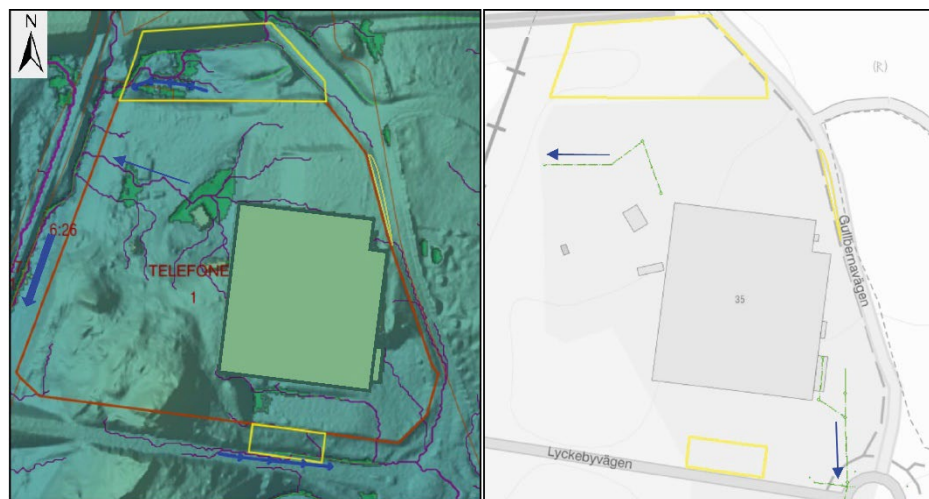 N
6:26
TELEFONE
1
(R)
Gullbernavägen
35
Lyckebyvägen